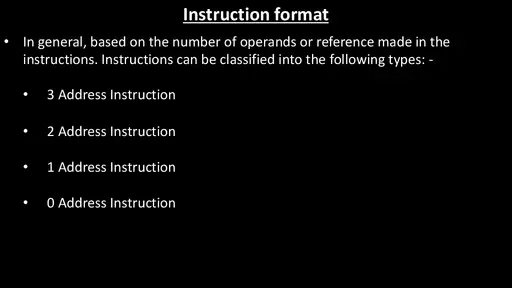 Instruction format
• In general, based on the number of operands or reference made in the
instructions. Instructions can be classified into the following types: -
• 3 Address Instruction
• 2 Address Instruction
• 1 Address Instruction
• 0 Address Instruction